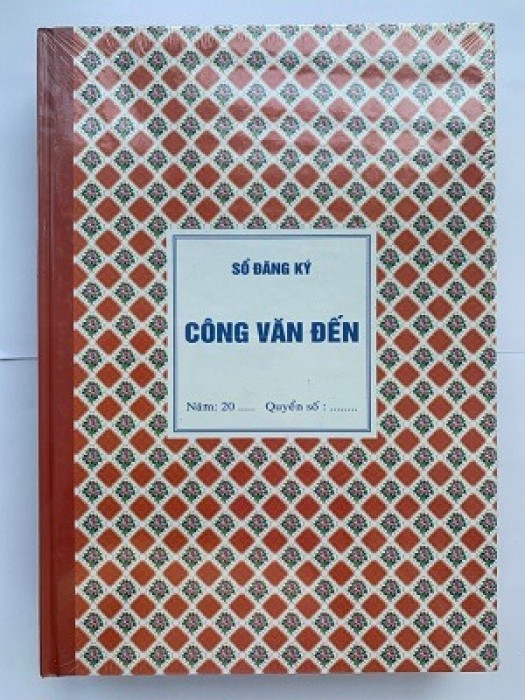 SỔ ĐĂNG KÝ
CÔNG VĂN ĐẾN
Năm: 20 ..... Quyển số : ........